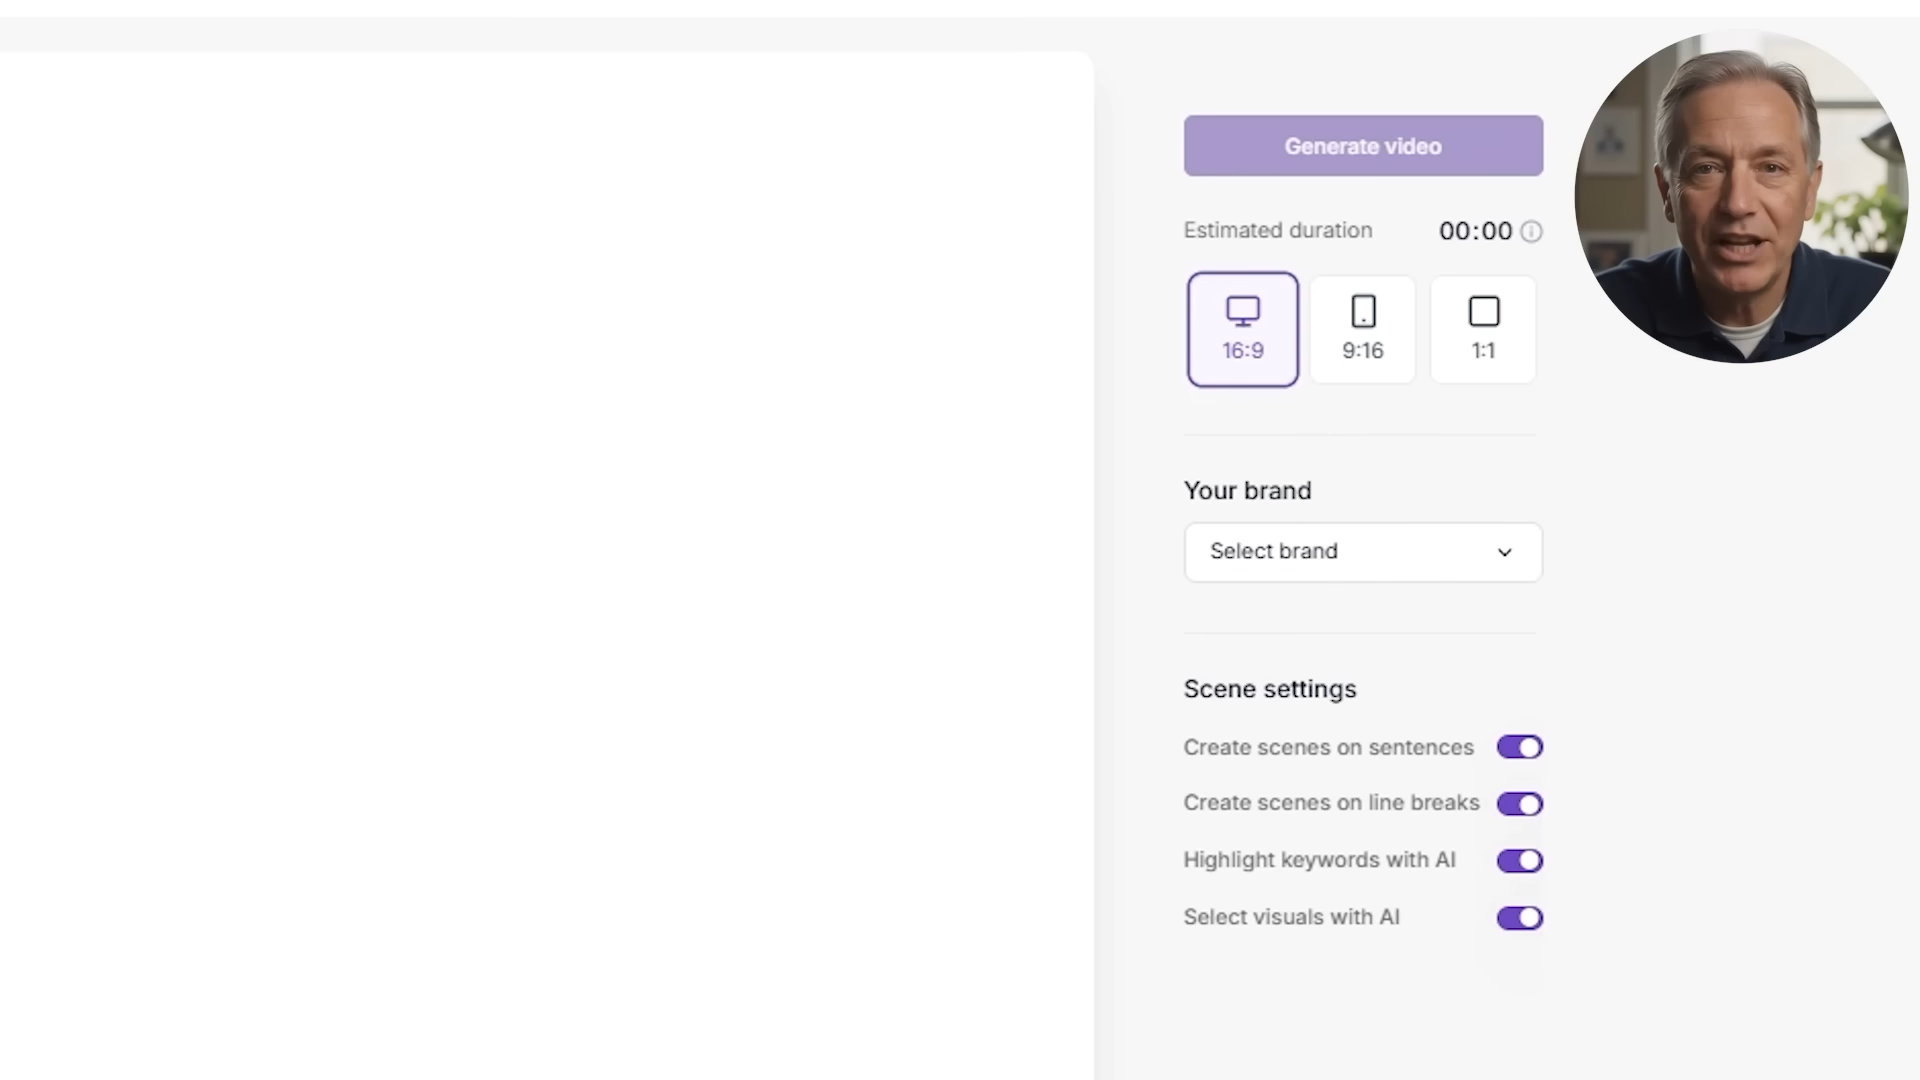 Generate video
Estimated duration 00:00
16:9 9:16 1:1
Your brand
Select brand
Scene settings
Create scenes on sentences
Create scenes on line breaks
Highlight keywords with AI
Select visuals with AI